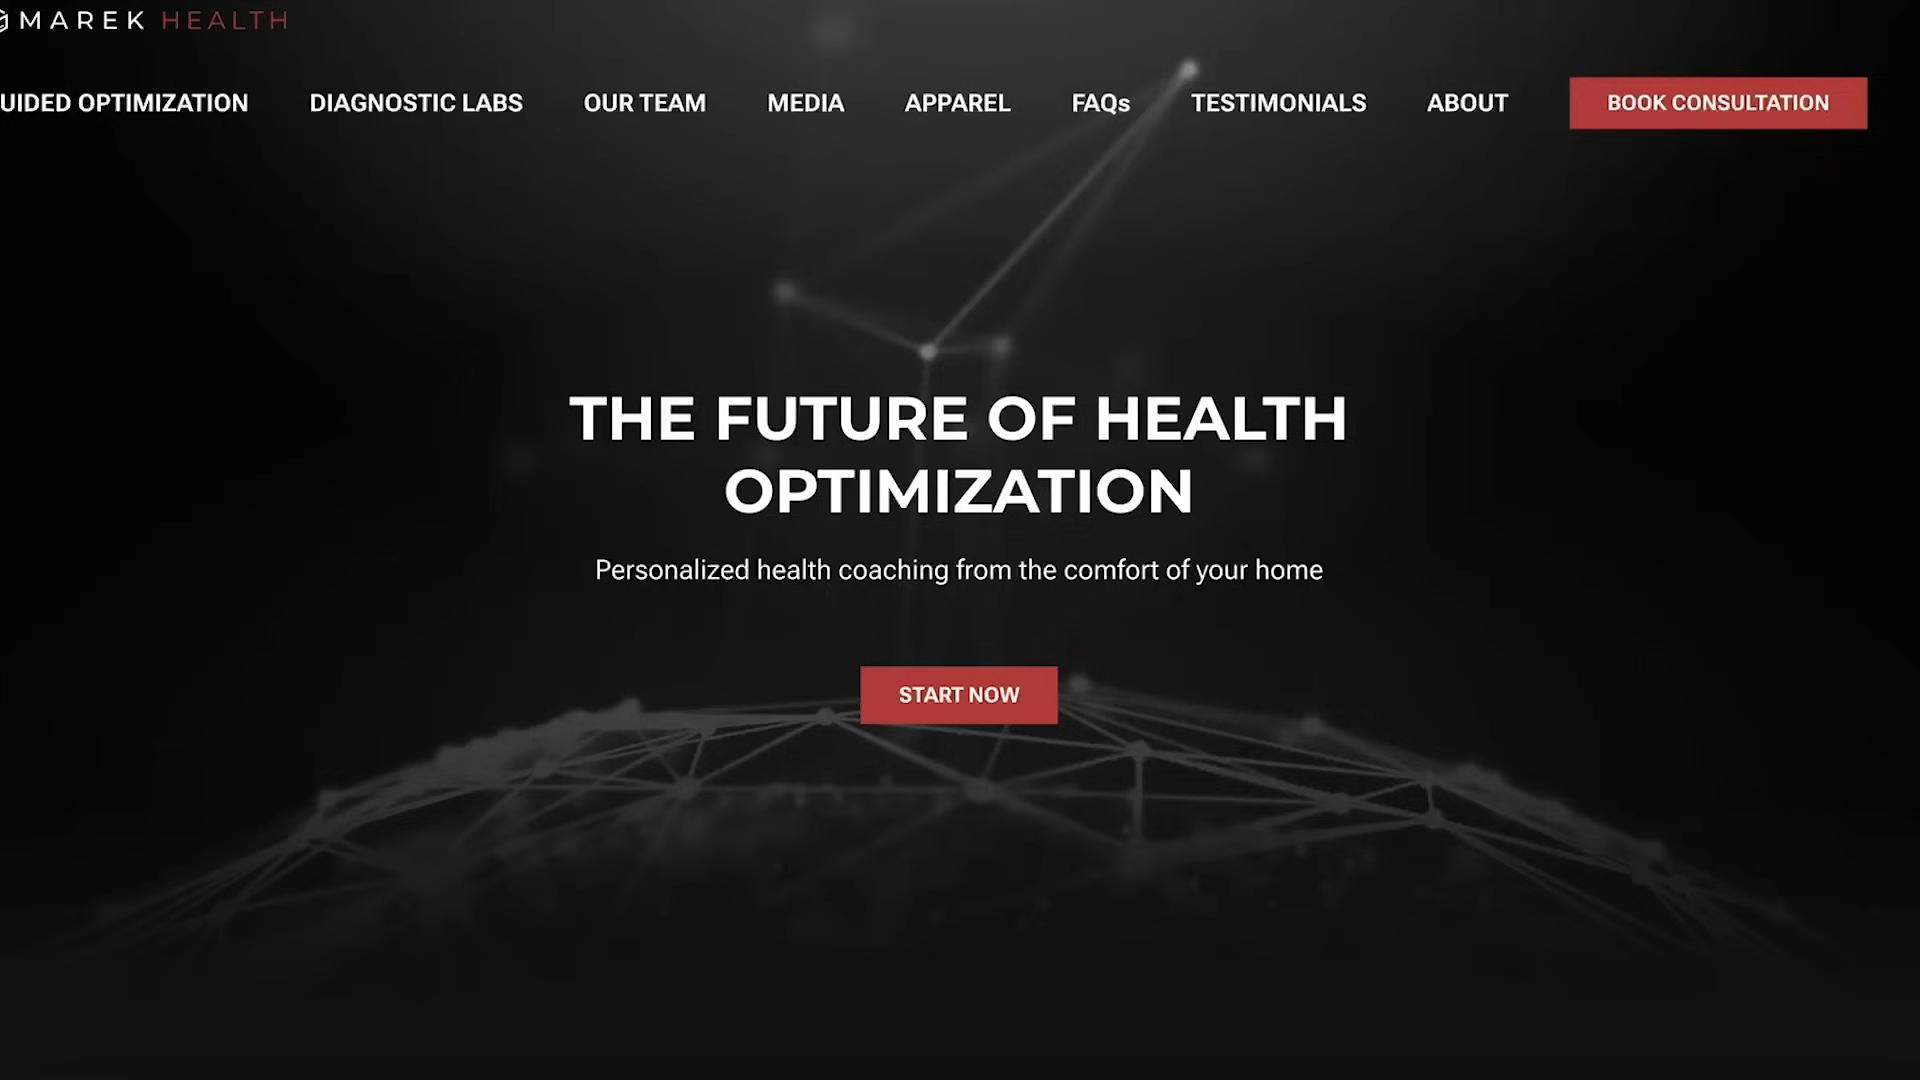 MAREK HEALTH
UIDED OPTIMIZATION DIAGNOSTIC LABS OUR TEAM MEDIA APPAREL FAQs TESTIMONIALS ABOUT BOOK CONSULTATION
THE FUTURE OF HEALTH
OPTIMIZATION
Personalized health coaching from the comfort of your home
START NOW